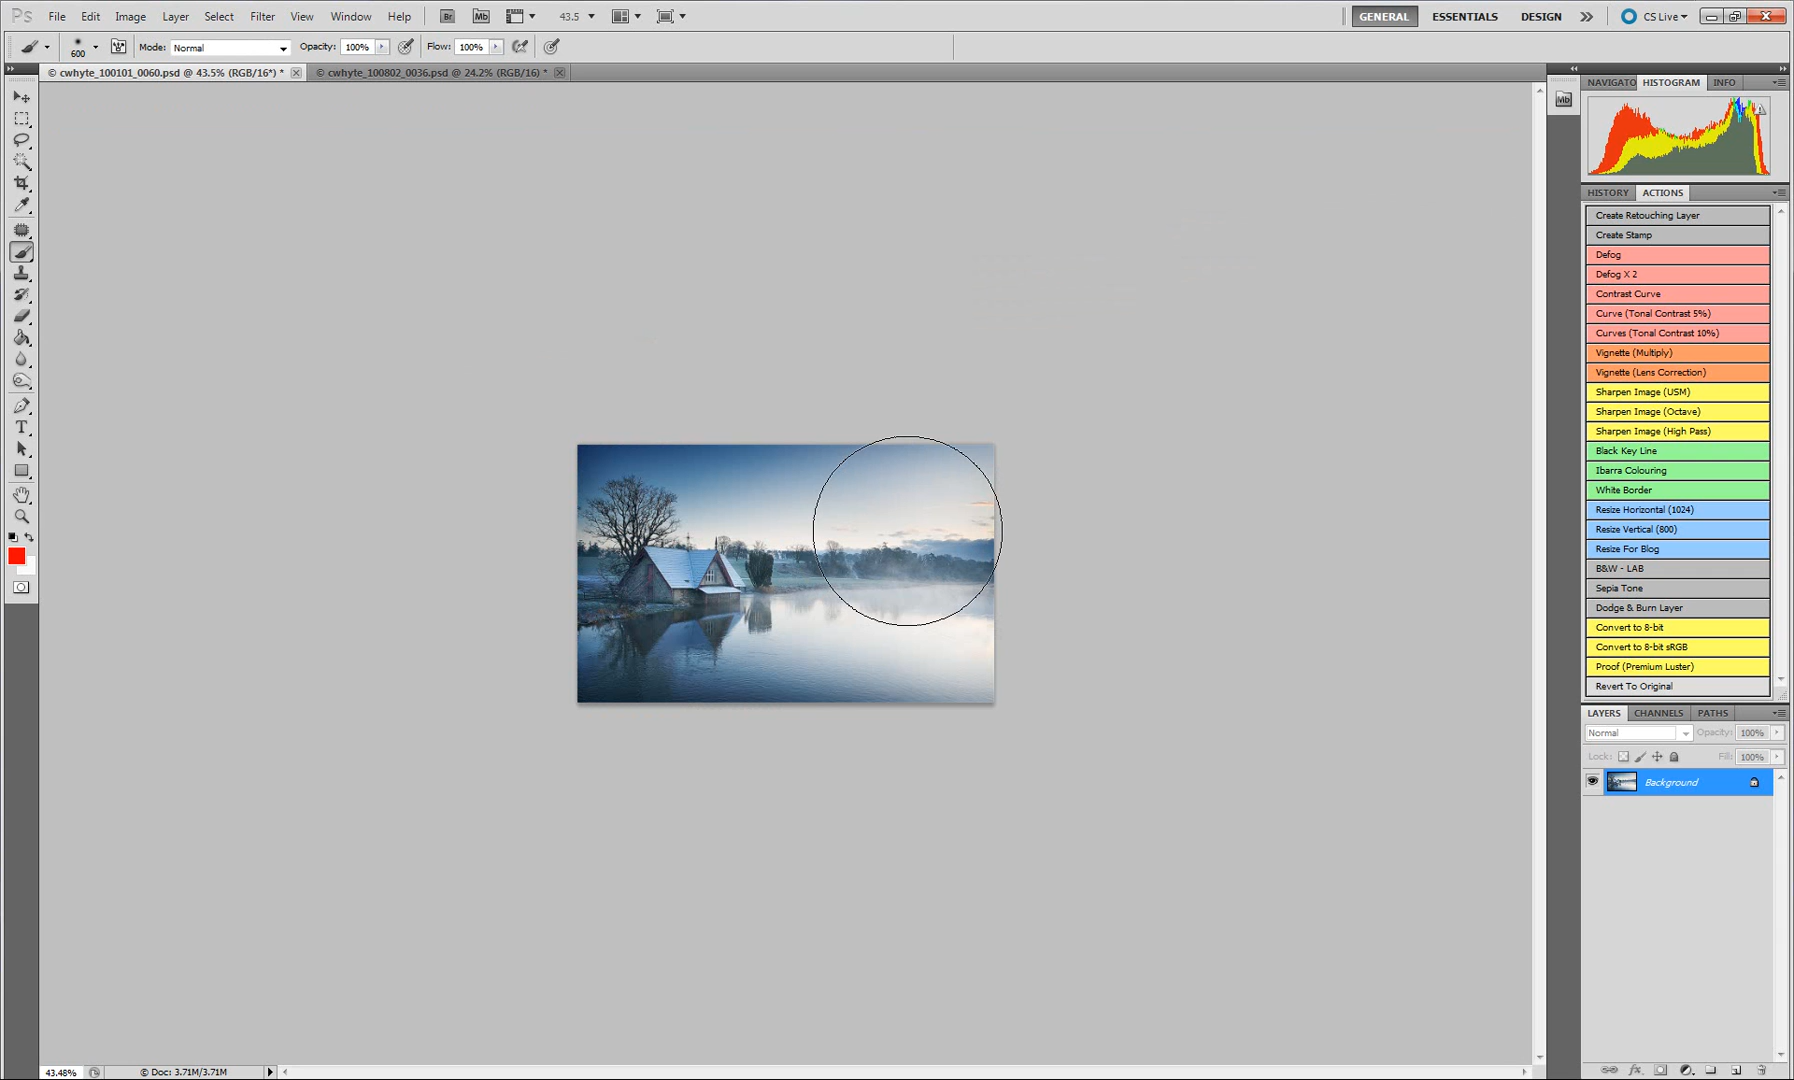 Ps File Edit Image Layer Select Filter View Window Help Br Mb 43.5 GENERAL ESSENTIALS DESIGN CS Live
600 Mode: Normal Opacity: 100% Flow: 100%
© cwhyte_100101_0060.psd @ 43.5% (RGB/16*) * © cwhyte_100802_0036.psd @ 24.2% (RGB/16) *
NAVIGATO HISTOGRAM INFO
Mb
HISTORY ACTIONS
Create Retouching Layer
Create Stamp
Defog
Defog X 2
Contrast Curve
Curve (Tonal Contrast 5%)
Curves (Tonal Contrast 10%)
Vignette (Multiply)
Vignette (Lens Correction)
Sharpen Image (USM)
Sharpen Image (Octave)
Sharpen Image (High Pass)
Black Key Line
Ibarra Colouring
White Border
Resize Horizontal (1024)
Resize Vertical (800)
Resize For Blog
B&W - LAB
Sepia Tone
Dodge & Burn Layer
Convert to 8-bit
Convert to 8-bit sRGB
Proof (Premium Luster)
Revert To Original
LAYERS CHANNELS PATHS
Normal Opacity: 100%
Lock: Fill: 100%
Background
43.48% © Doc: 3.71M/3.71M